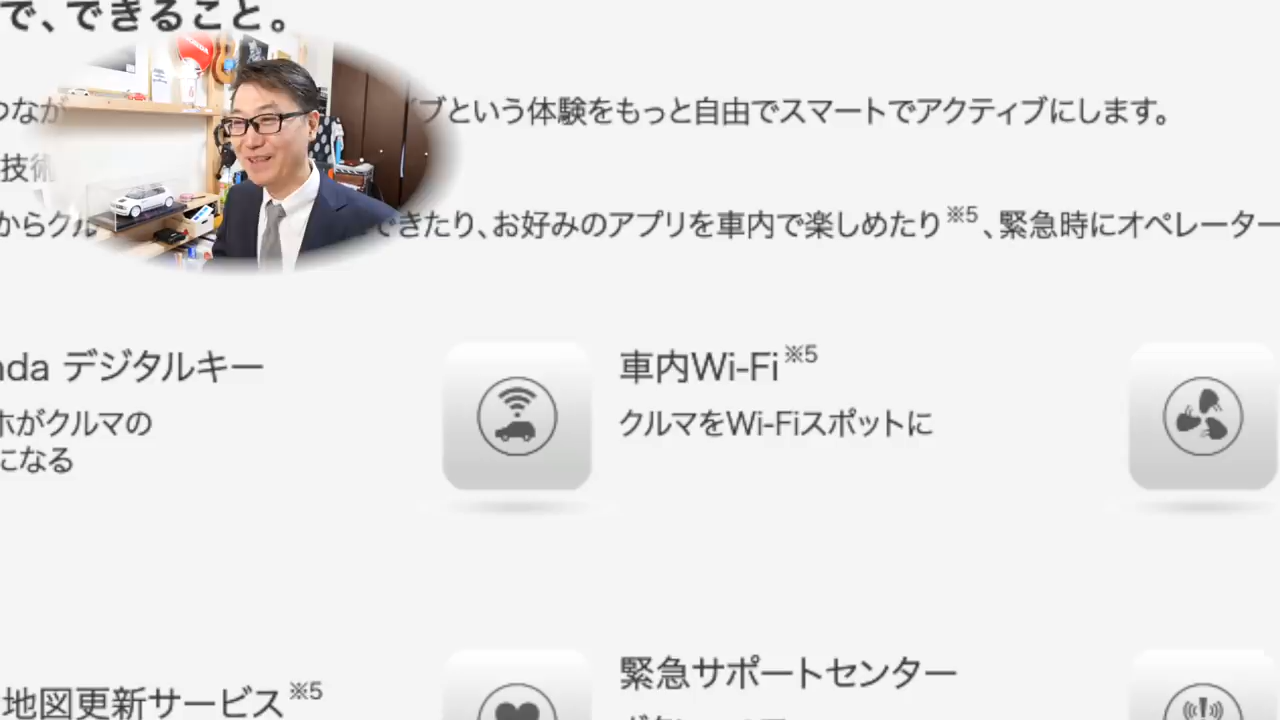 で、できること。
つなが
ブという体験をもっと自由でスマートでアクティブにします。
技術
からクル
できたり、お好みのアプリを車内で楽しめたり※5、緊急時にオペレーター
nda デジタルキー
車内Wi-Fi※5
ホがクルマの
クルマをWi-Fiスポットに
になる
緊急サポートセンター
地図更新サービス※5